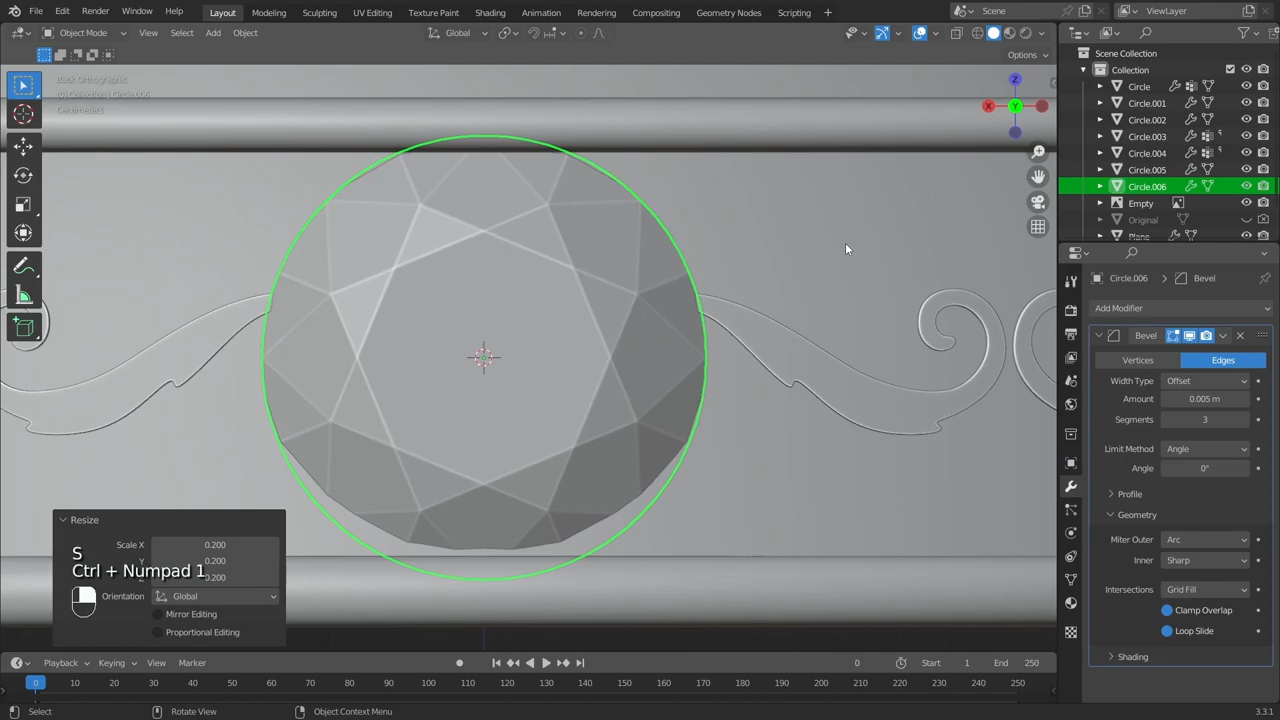 File Edit Render Window Help Layout Modeling Sculpting UV Editing Texture Paint Shading Animation Rendering Compositing Geometry Nodes Scripting + Scene ViewLayer
Object Mode View Select Add Object Global
Options
Back Orthographic
(0) Collection | Circle.006
Centimeters
Z
X
Y
Scene Collection
Collection
Circle
Circle.001
Circle.002
Circle.003
Circle.004
Circle.005
Circle.006
Empty
Original
Plane
Circle.006 > Bevel
Add Modifier
Bevel
Vertices Edges
Width Type Offset
Amount 0.005 m
Segments 3
Limit Method Angle
Angle 0°
Profile
Geometry
Miter Outer Arc
Inner Sharp
Intersections Grid Fill
Clamp Overlap
Loop Slide
Shading
Resize
Scale X 0.200
Y 0.200
0.200
S
Ctrl + Numpad 1
Orientation Global
Mirror Editing
Proportional Editing
Playback Keying View Marker 0 Start 1 End 250
0 10 20 30 40 50 60 70 80 90 100 110 120 130 140 150 160 170 180 190 200 210 220 230 240 250
Select Rotate View Object Context Menu 3.3.1